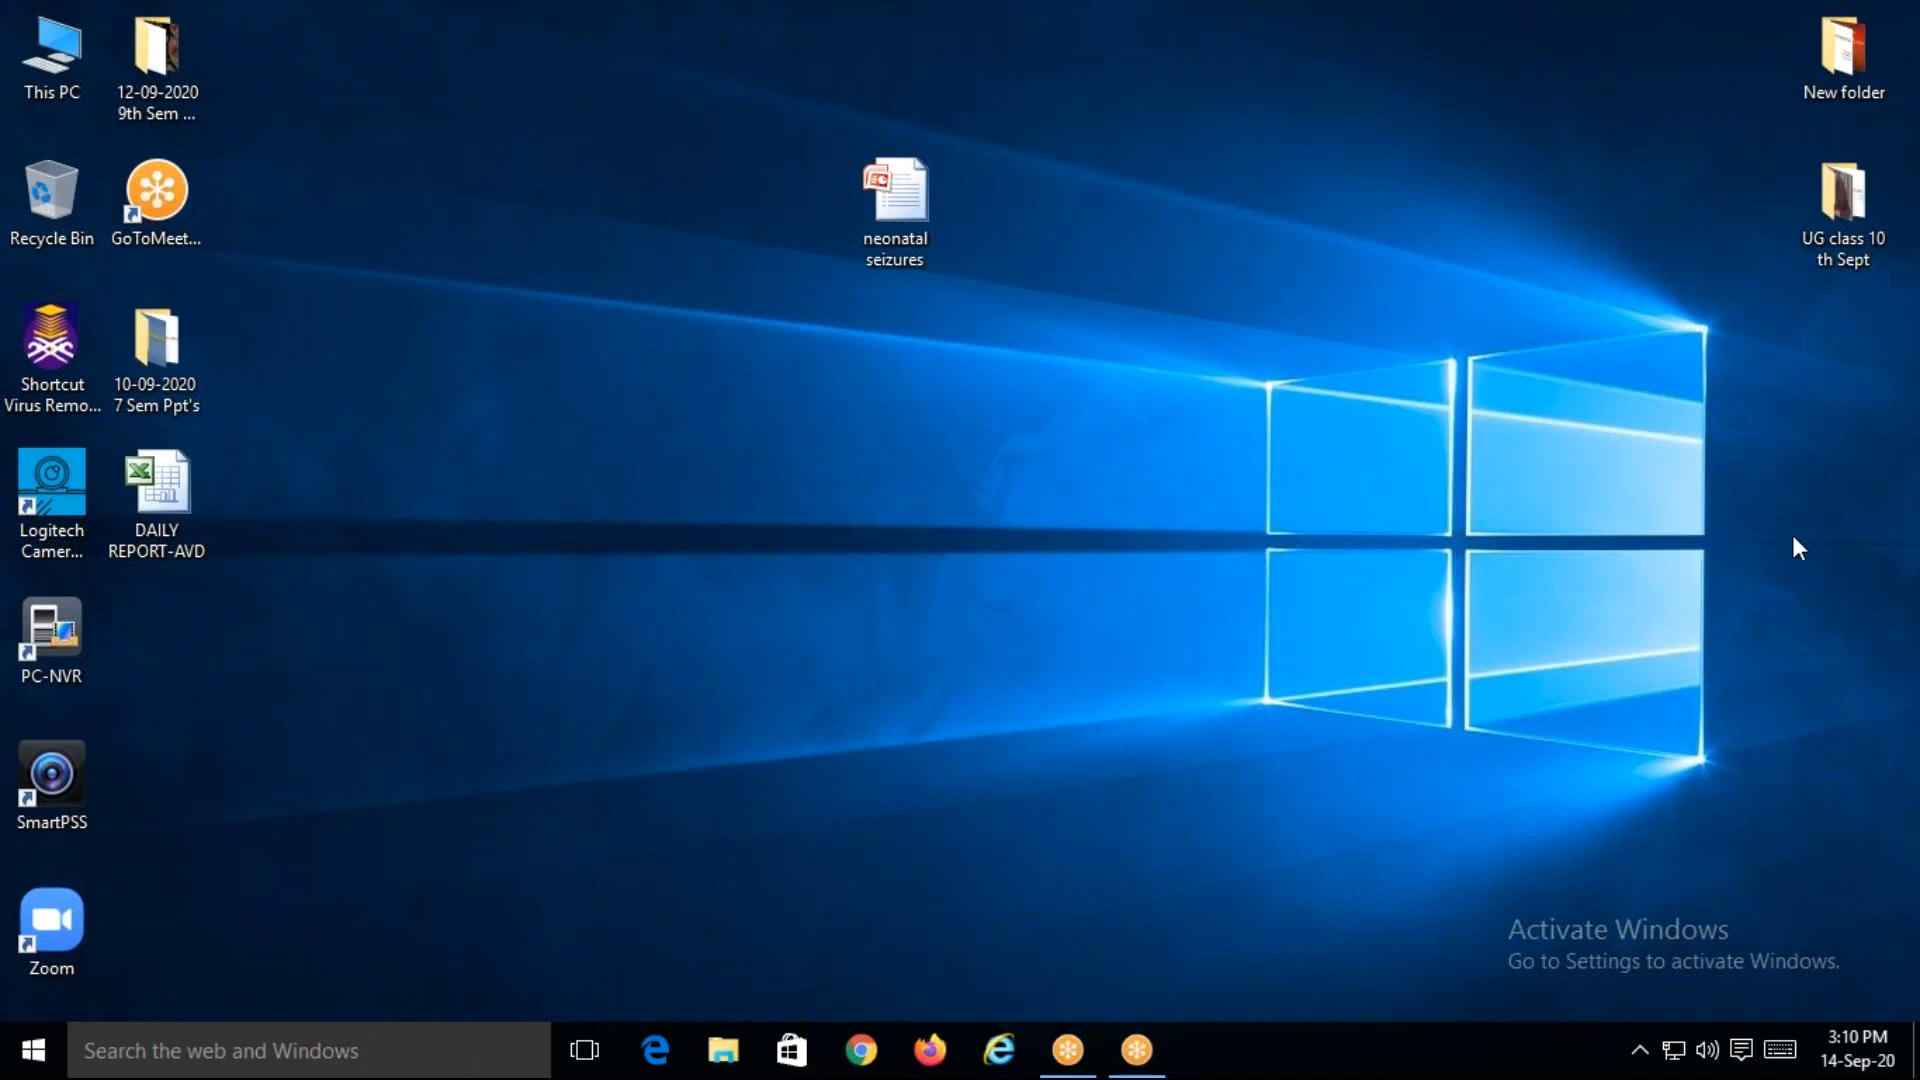 This PC
12-09-2020
9th Sem ...
New folder
Recycle Bin
GoToMeet...
neonatal
seizures
UG class 10
th Sept
Shortcut
Virus Remo...
10-09-2020
7 Sem Ppt's
Logitech
Camer...
DAILY
REPORT-AVD
PC-NVR
SmartPSS
Zoom
Activate Windows
Go to Settings to activate Windows.
Search the web and Windows
3:10 PM
14-Sep-20